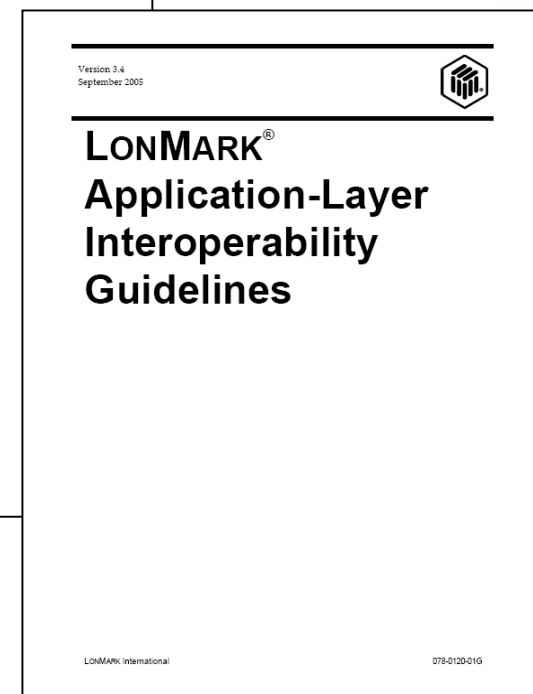 Version 3.4
September 2005
LONMARK®
Application-Layer
Interoperability
Guidelines
LONMARK International
078-0120-01G